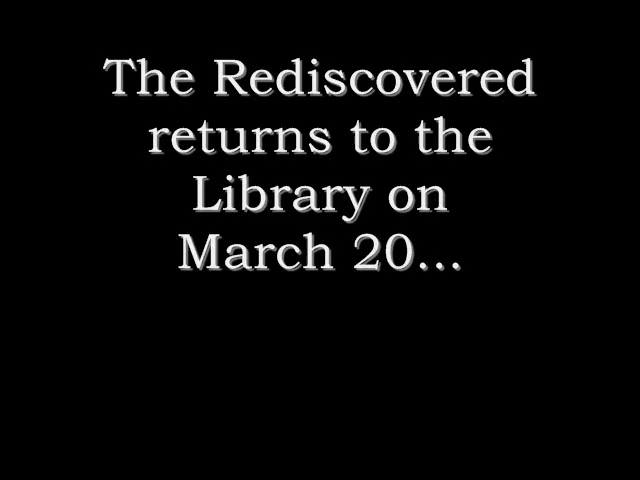 The Rediscovered
returns to the
Library on
March 20...